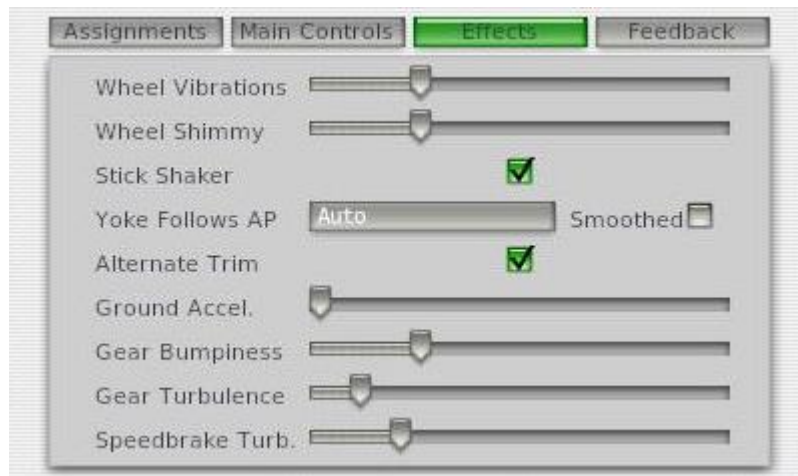 Assignments Main Controls Effects Feedback
Wheel Vibrations
Wheel Shimmy
Stick Shaker
Yoke Follows AP Auto Smoothed
Alternate Trim
Ground Accel.
Gear Bumpiness
Gear Turbulence
Speedbrake Turb.